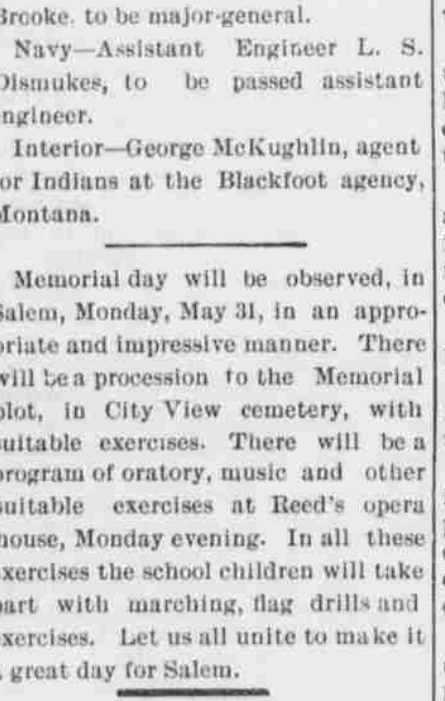 Brooke, to be major-general.
Navy—Assistant Engineer L. S.
Dismukes, to be passed assistant
engineer.
Interior—George McKughlin, agent
for Indians at the Blackfoot agency,
Montana.
Memorial day will be observed, in
Salem, Monday, May 31, in an appro-
priate and impressive manner. There
will be a procession to the Memorial
plot, in City View cemetery, with
suitable exercises. There will be a
program of oratory, music and other
suitable exercises at Reed's opera
house, Monday evening. In all these
exercises the school children will take
part with marching, flag drills and
exercises. Let us all unite to make it
a great day for Salem.